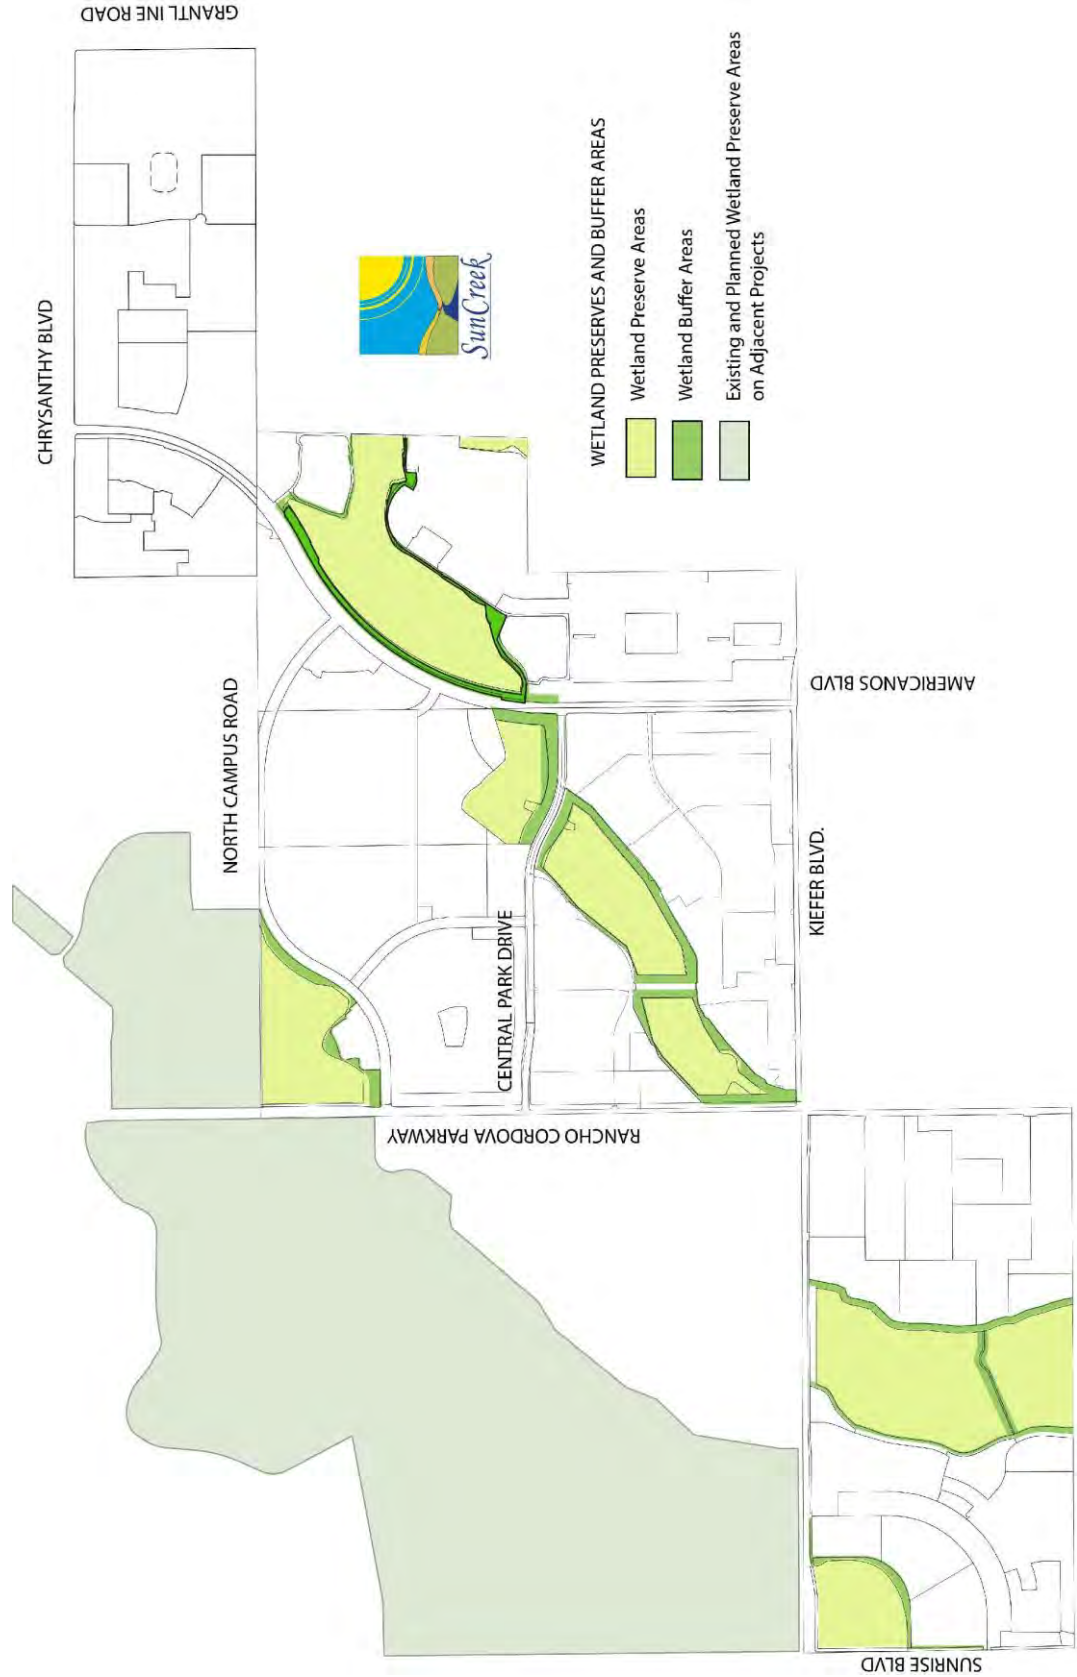 GRANTLINE ROAD
CHRYSANTHY BLVD
NORTH CAMPUS ROAD
CENTRAL PARK DRIVE
RANCHO CORDOVA PARKWAY
AMERICANOS BLVD
KIEFER BLVD.
SUNRISE BLVD
SunCreek
WETLAND PRESERVES AND BUFFER AREAS
Wetland Preserve Areas
Wetland Buffer Areas
Existing and Planned Wetland Preserve Areas
on Adjacent Projects